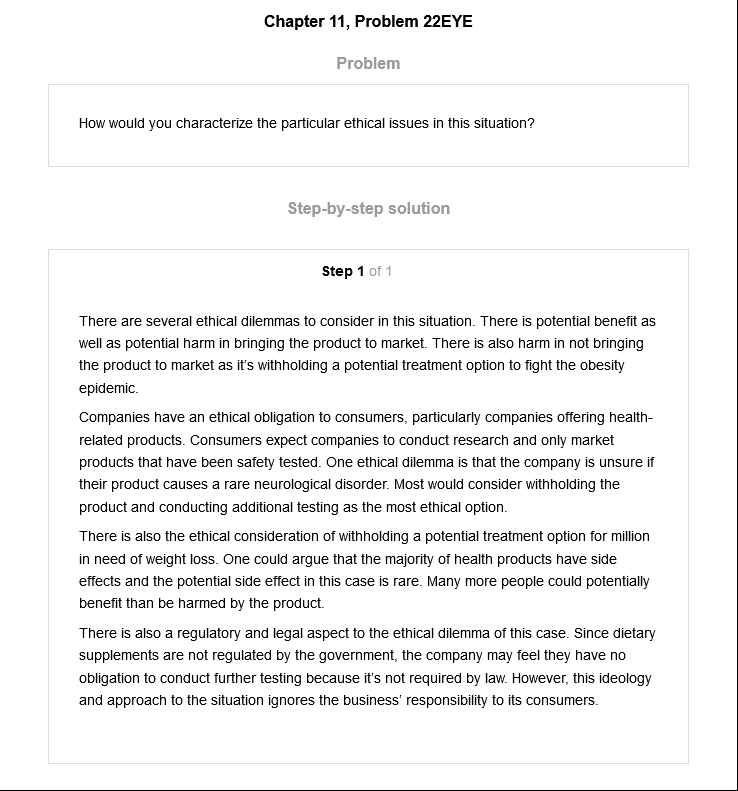 Chapter 11, Problem 22EYE
Problem
How would you characterize the particular ethical issues in this situation?
Step-by-step solution
Step 1 of 1
There are several ethical dilemmas to consider in this situation. There is potential benefit as
well as potential harm in bringing the product to market. There is also harm in not bringing
the product to market as it’s withholding a potential treatment option to fight the obesity
epidemic.
Companies have an ethical obligation to consumers, particularly companies offering health-
related products. Consumers expect companies to conduct research and only market
products that have been safety tested. One ethical dilemma is that the company is unsure if
their product causes a rare neurological disorder. Most would consider withholding the
product and conducting additional testing as the most ethical option.
There is also the ethical consideration of withholding a potential treatment option for million
in need of weight loss. One could argue that the majority of health products have side
effects and the potential side effect in this case is rare. Many more people could potentially
benefit than be harmed by the product.
There is also a regulatory and legal aspect to the ethical dilemma of this case. Since dietary
supplements are not regulated by the government, the company may feel they have no
obligation to conduct further testing because it’s not required by law. However, this ideology
and approach to the situation ignores the business’ responsibility to its consumers.